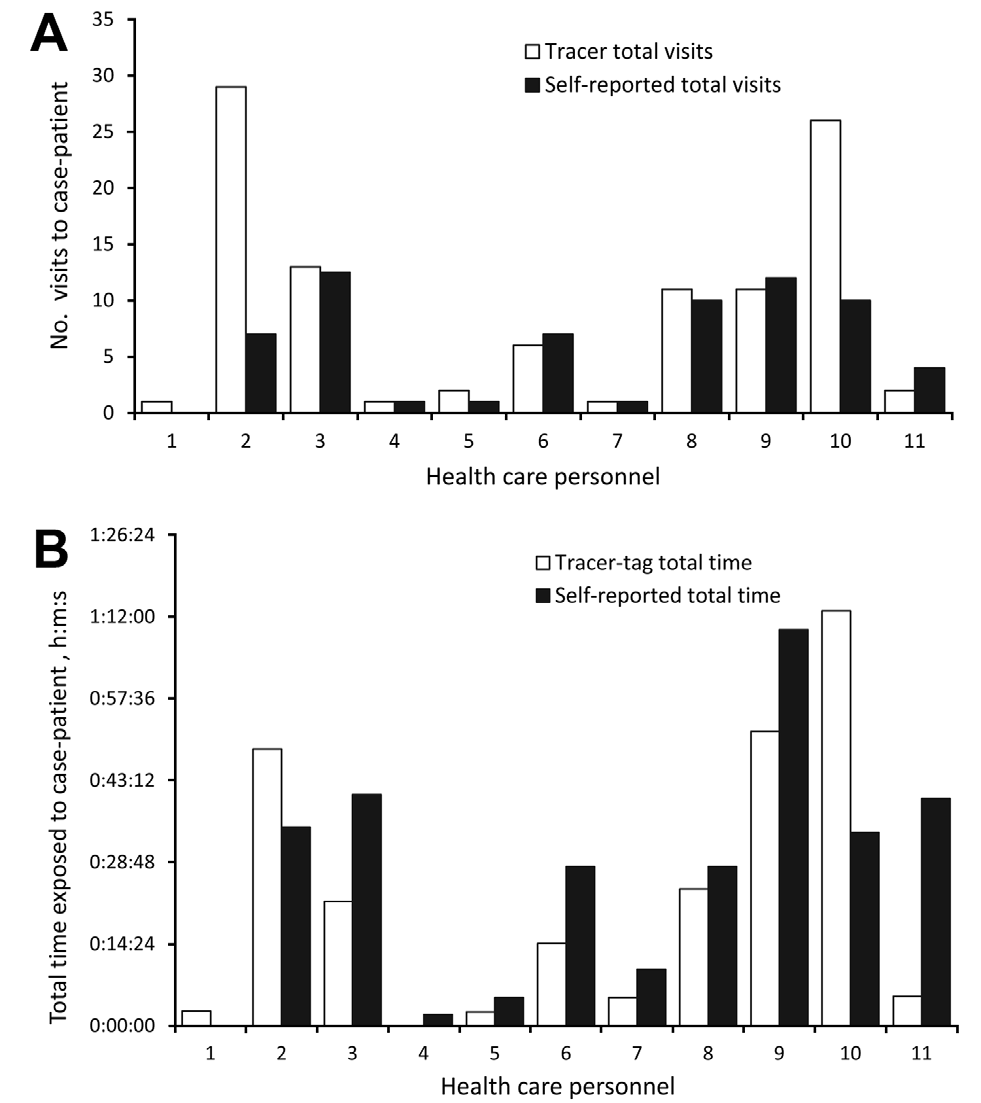 A
35
30
25
20
15
10
5
0
No. visits to case-patient
Tracer total visits
Self-reported total visits
1 2 3 4 5 6 7 8 9 10 11
Health care personnel
B
1:26:24
1:12:00
0:57:36
0:43:12
0:28:48
0:14:24
0:00:00
Total time exposed to case-patient , h:m:s
Tracer-tag total time
Self-reported total time
1 2 3 4 5 6 7 8 9 10 11
Health care personnel